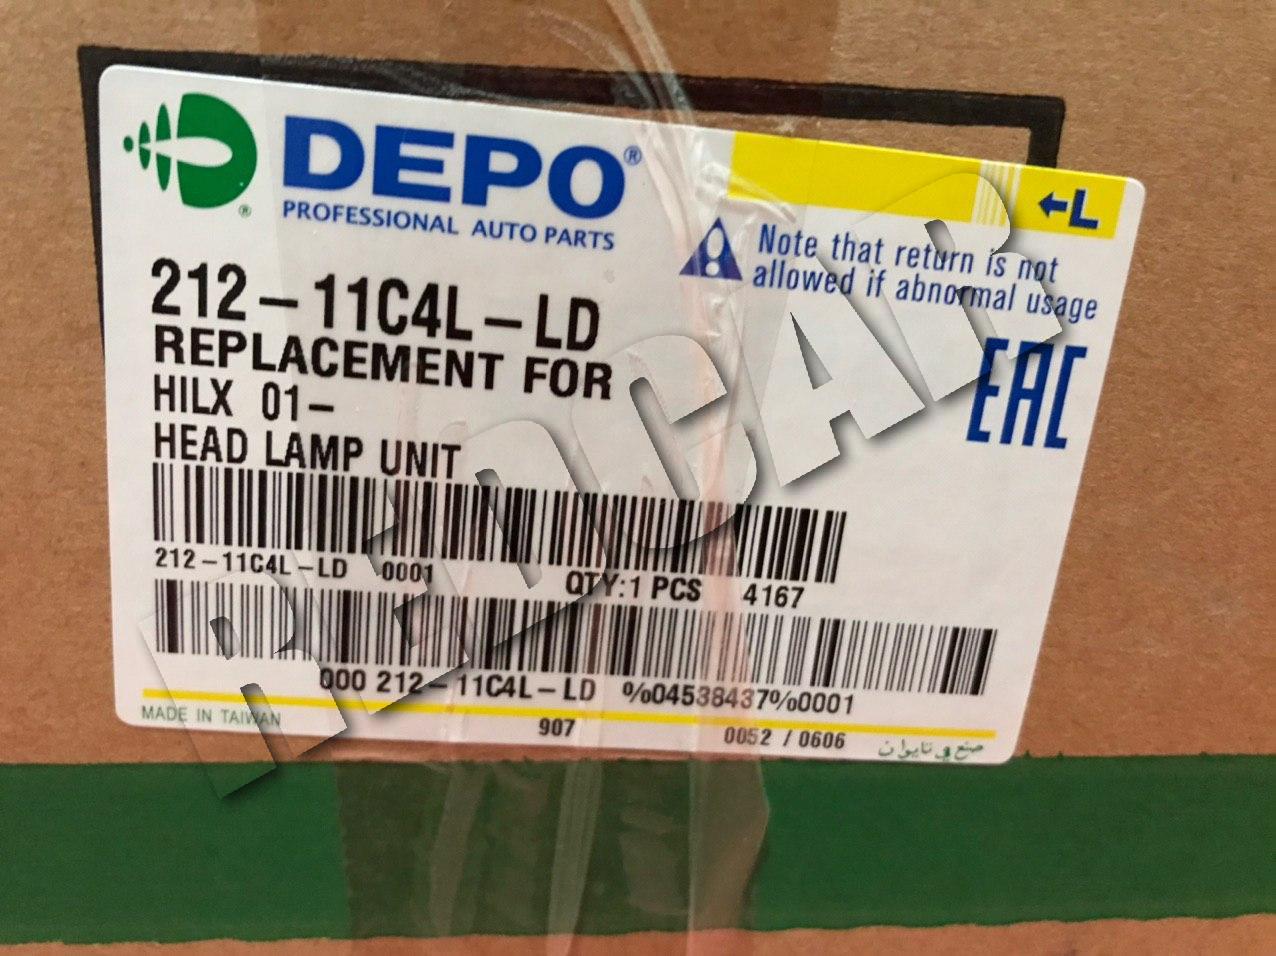 DEPO®
PROFESSIONAL AUTO PARTS
←L
Note that return is not
allowed if abnormal usage
212-11C4L-LD
REPLACEMENT FOR
HILX 01-
HEAD LAMP UNIT
EAC
212-11C4L-LD 0001 QTY:1 PCS 4167
000 212-11C4L-LD %04538437%0001
MADE IN TAIWAN 907 0052 / 0606 صنع في تايوان
REDCAR